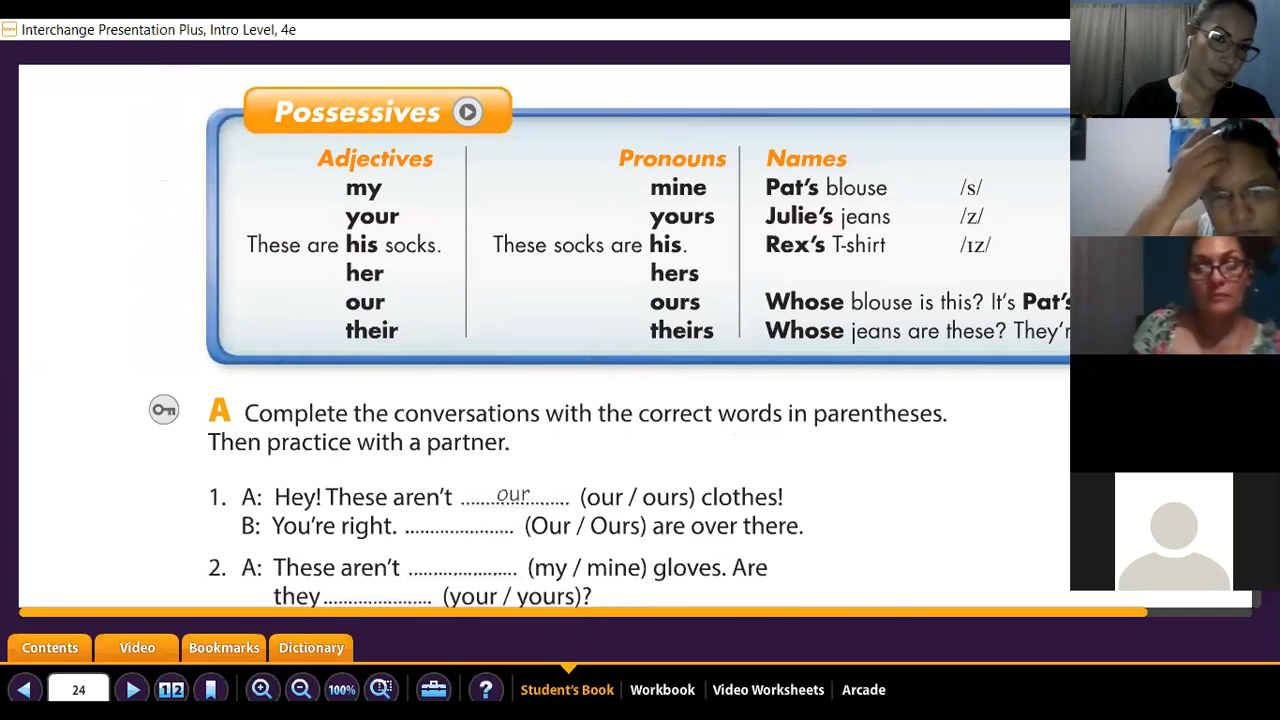 Interchange Presentation Plus, Intro Level, 4e
Possessives
Adjectives Pronouns Names
my mine Pat's blouse /s/
your yours Julie's jeans /z/
These are his socks. These socks are his. Rex's T-shirt /ɪz/
her hers
our ours Whose blouse is this? It's Pat's
their theirs Whose jeans are these? They'r
A Complete the conversations with the correct words in parentheses.
Then practice with a partner.
1. A: Hey! These aren't ........our........ (our / ours) clothes!
B: You're right. ..................... (Our / Ours) are over there.
2. A: These aren't ..................... (my / mine) gloves. Are
they ..................... (your / yours)?
Contents Video Bookmarks Dictionary
24 1 2 100% ? Student's Book Workbook Video Worksheets Arcade